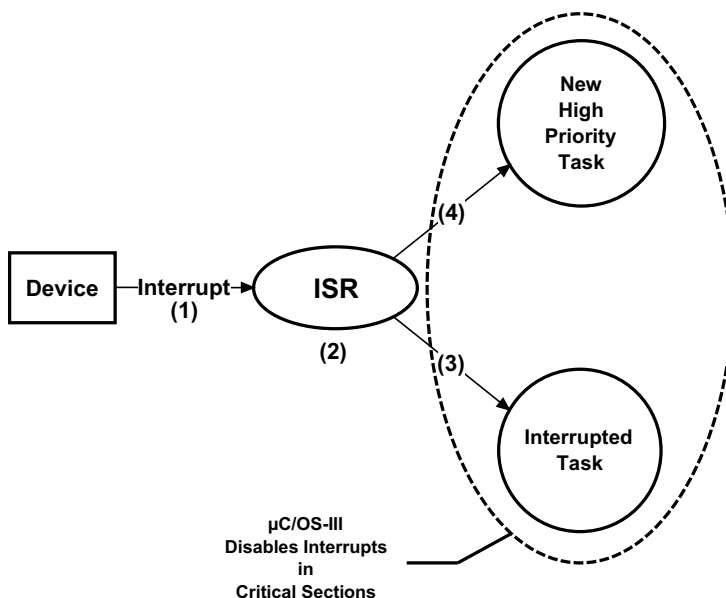 New
High
Priority
Task
(4)
Device
Interrupt
(1)
ISR
(2)
(3)
Interrupted
Task
µC/OS-III
Disables Interrupts
in
Critical Sections